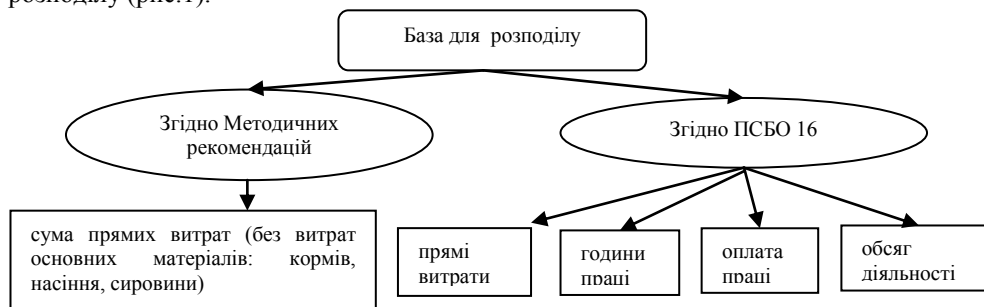 розподілу (рис.1).
База для розподілу
Згідно Методичних
рекомендацій
Згідно ПСБО 16
сума прямих витрат (без витрат
основних матеріалів: кормів,
насіння, сировини)
прямі
витрати
години
праці
оплата
праці
обсяг
діяльності